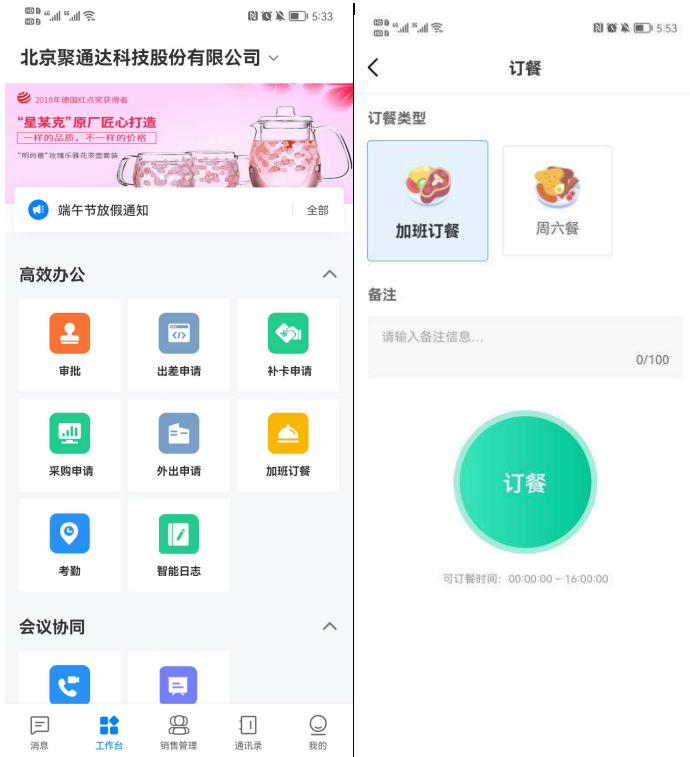 5:33
北京聚通达科技股份有限公司
2018年德国红点奖获得者
“星某克”原厂匠心打造
一样的品质，不一样的价格
“明尚德”玫瑰乐雅花茶壶套装
端午节放假通知
全部
高效办公
审批
出差申请
补卡申请
采购申请
外出申请
加班订餐
考勤
智能日志
会议协同
消息
工作台
销售管理
通讯录
我的
5:53
订餐
订餐类型
加班订餐
周六餐
备注
请输入备注信息...
0/100
订餐
可订餐时间：00:00:00 ~ 16:00:00